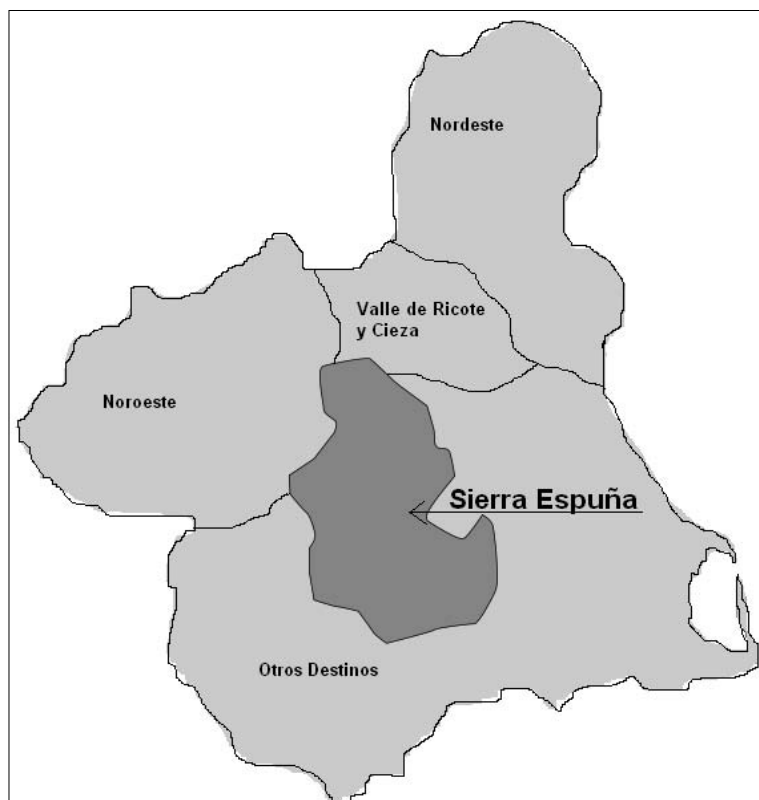 Nordeste
Valle de Ricote
y Cieza
Noroeste
Sierra Espuña
Otros Destinos